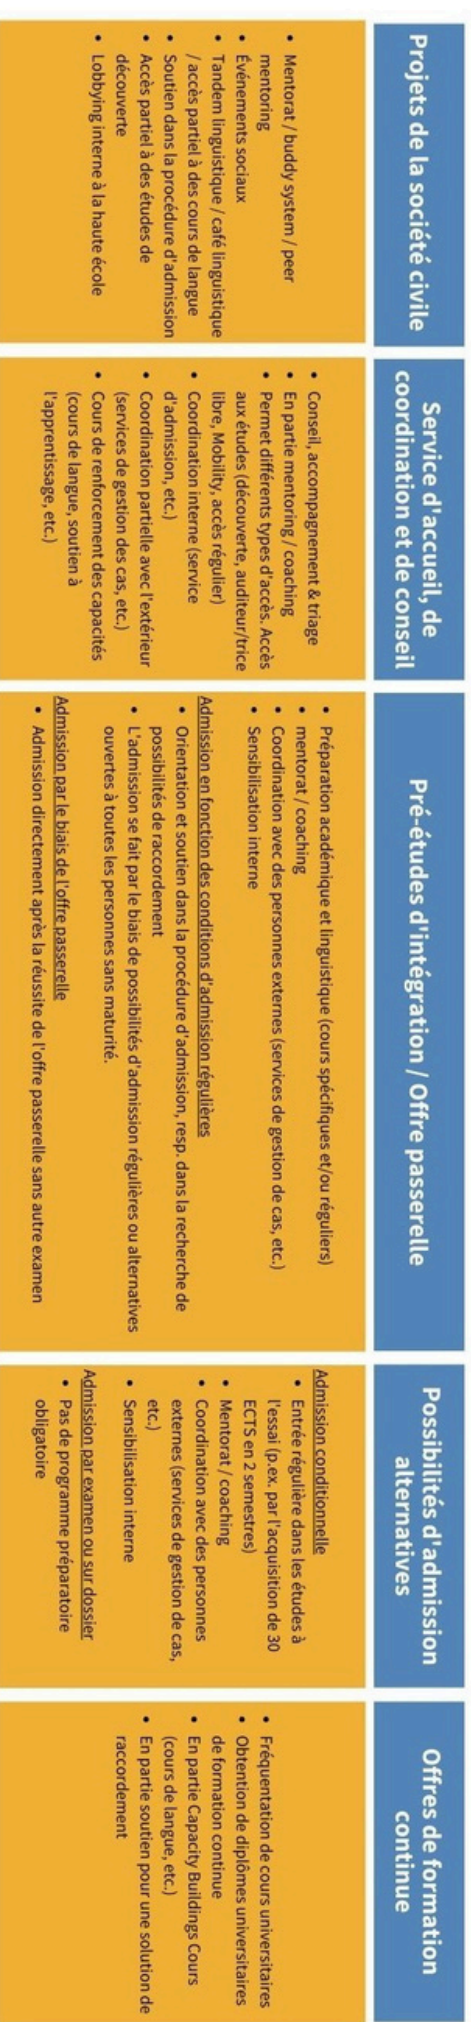 Projets de la société civile
• Mentorat / buddy system / peer
mentoring
• Événements sociaux
• Tandem linguistique / café linguistique
/ accès partiel à des cours de langue
• Soutien dans la procédure d'admission
• Accès partiel à des études de
découverte
• Lobbying interne à la haute école
Service d'accueil, de
coordination et de conseil
• Conseil, accompagnement & triage
• En partie mentoring / coaching
• Permet différents types d'accès. Accès
aux études (découverte, auditeur/trice
libre, Mobility, accès régulier)
• Coordination interne (service
d'admission, etc.)
• Coordination partielle avec l'extérieur
(services de gestion des cas, etc.)
• Cours de renforcement des capacités
(cours de langue, soutien à
l'apprentissage, etc.)
Pré-études d'intégration / Offre passerelle
• Préparation académique et linguistique (cours spécifiques et/ou réguliers)
• mentorat / coaching
• Coordination avec des personnes externes (services de gestion de cas, etc.)
• Sensibilisation interne
Admission en fonction des conditions d'admission régulières
• Orientation et soutien dans la procédure d'admission, resp. dans la recherche de
possibilités de raccordement
• L'admission se fait par le biais de possibilités d'admission régulières ou alternatives
ouvertes à toutes les personnes sans maturité.
Admission par le biais de l'offre passerelle
• Admission directement après la réussite de l'offre passerelle sans autre examen
Possibilités d'admission
alternatives
Admission conditionnelle
• Entrée régulière dans les études à
l'essai (p.ex. par l'acquisition de 30
ECTS en 2 semestres)
• Mentorat / coaching
• Coordination avec des personnes
externes (services de gestion de cas,
etc.)
• Sensibilisation interne
Admission par examen ou sur dossier
• Pas de programme préparatoire
obligatoire
Offres de formation
continue
• Fréquentation de cours universitaires
• Obtention de diplômes universitaires
de formation continue
• En partie Capacity Buildings Cours
(cours de langue, etc.)
• En partie soutien pour une solution de
raccordement